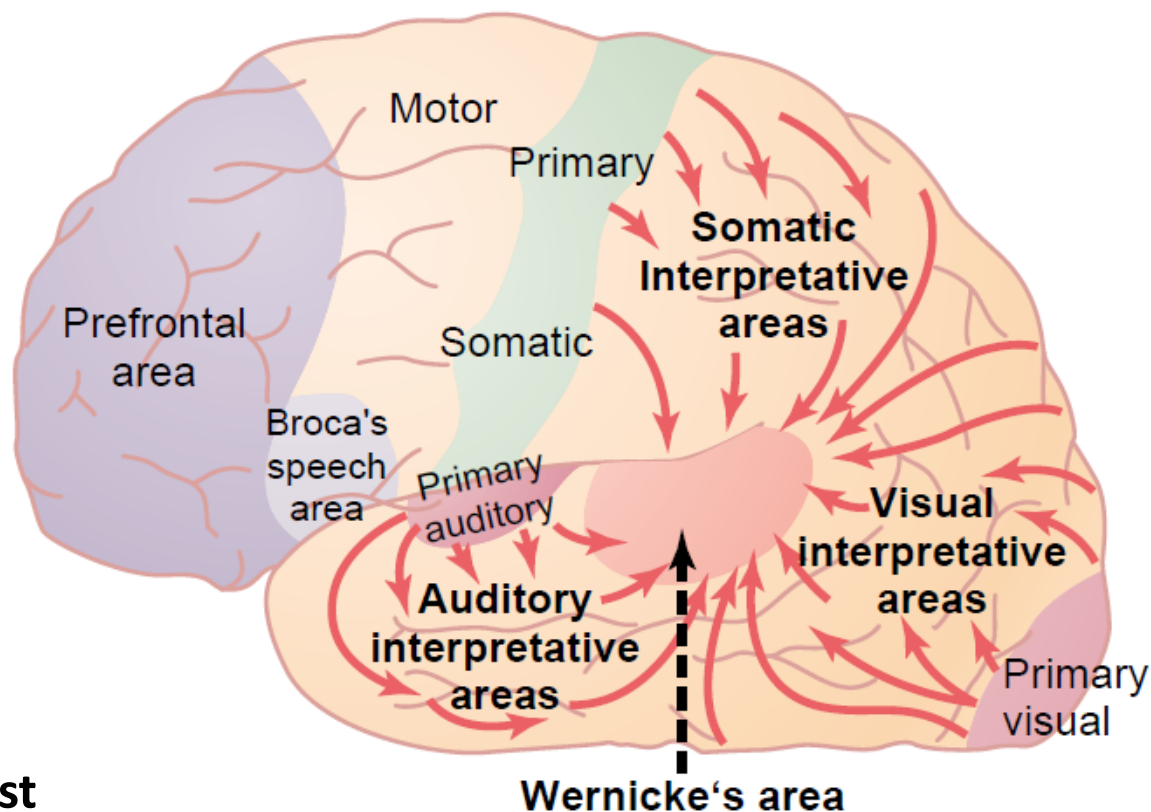 Motor
Primary
Somatic
Interpretative
areas
Prefrontal
area
Somatic
Broca's
speech
area
Primary
auditory
Auditory
interpretative
areas
Visual
interpretative
areas
Primary
visual
st
Wernicke‘s area